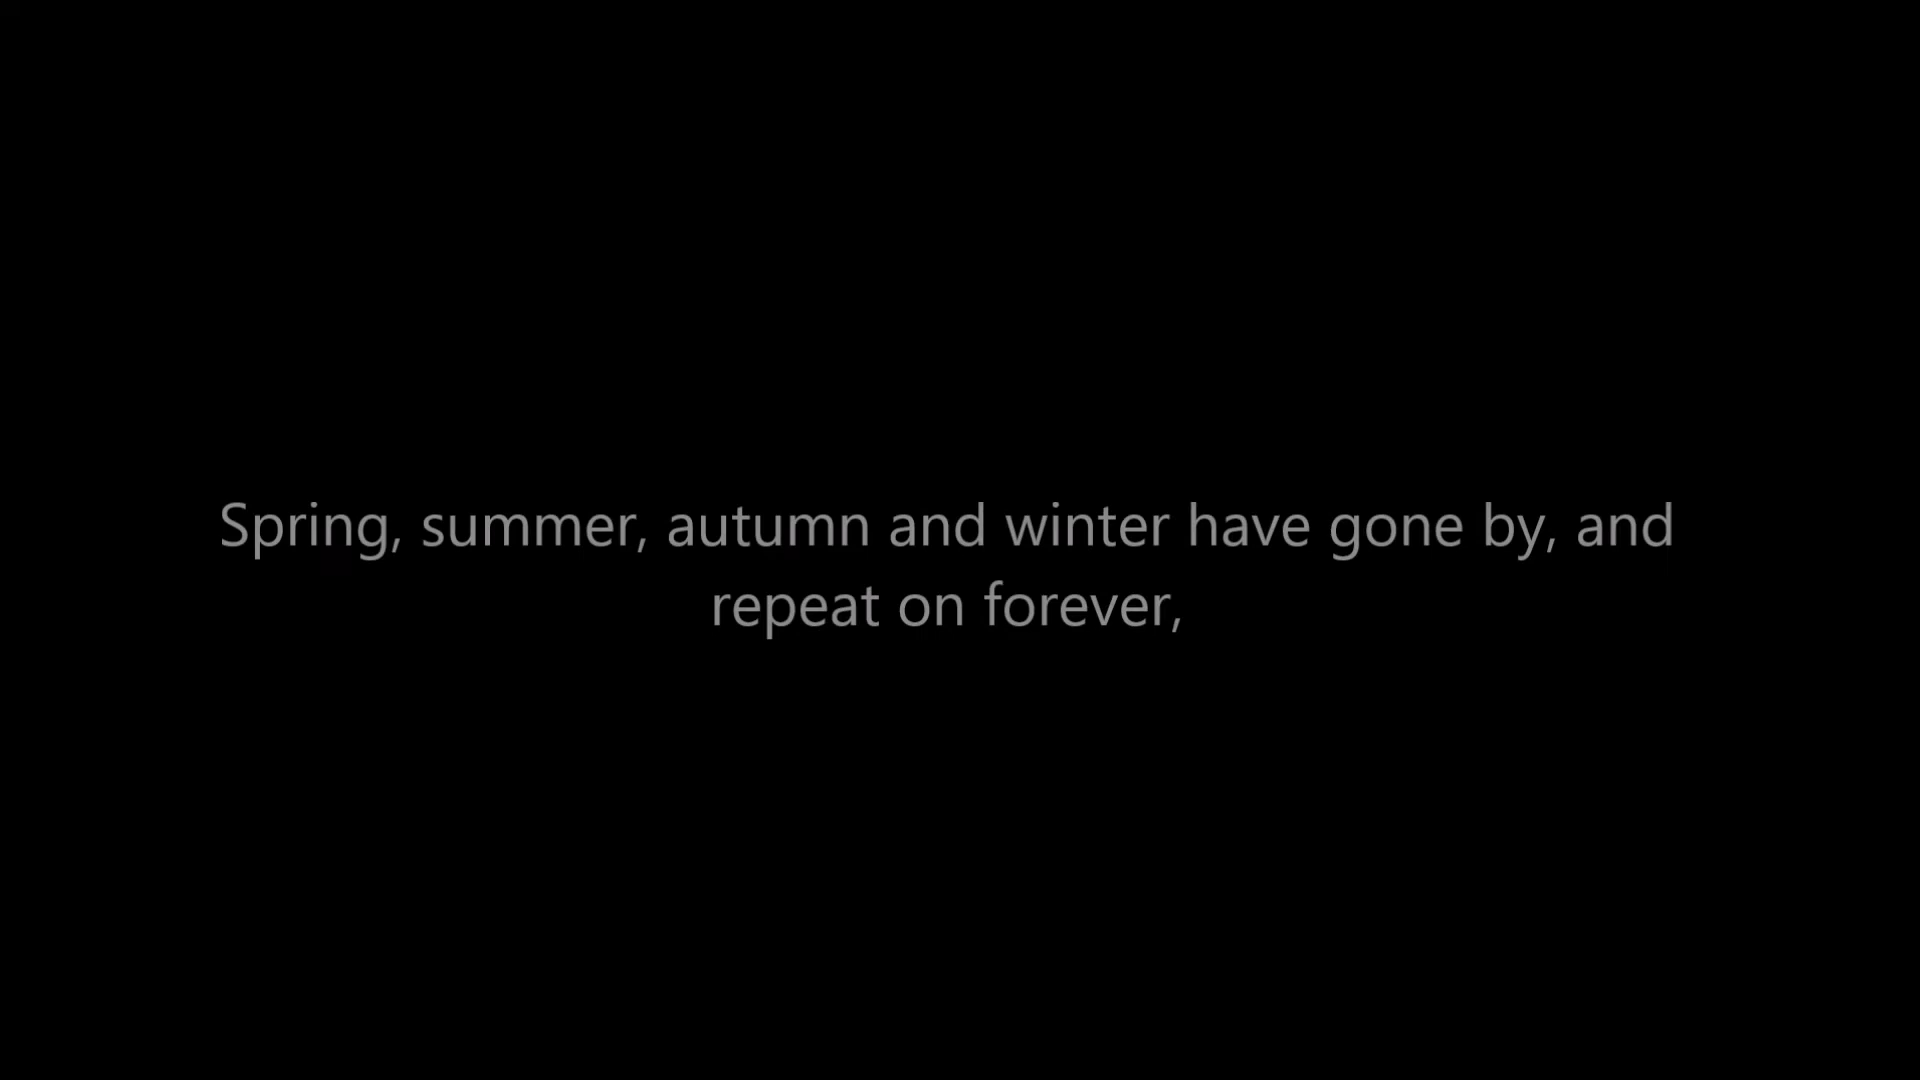 Spring, summer, autumn and winter have gone by, and
repeat on forever,